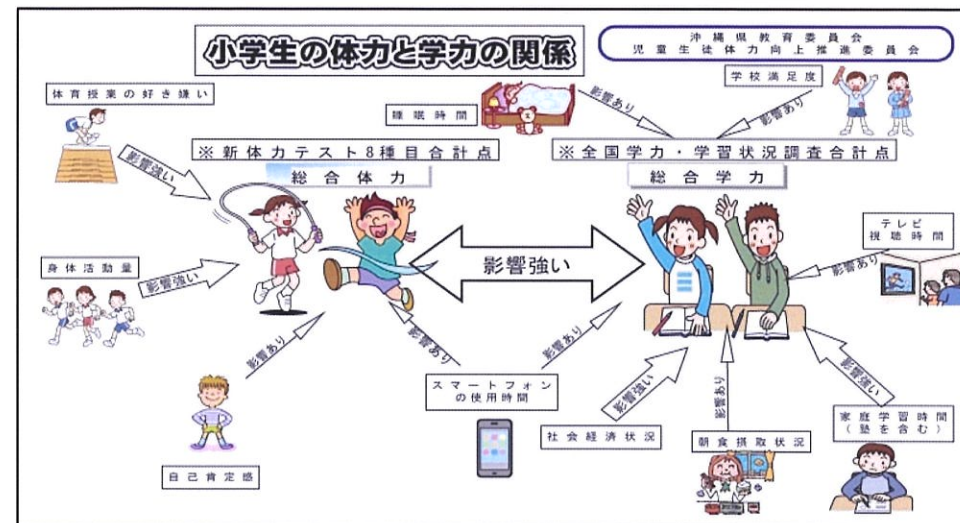 沖縄県教育委員会
児童生徒体力向上推進委員会
小学生の体力と学力の関係
体育授業の好き嫌い
睡眠時間
影響あり
学校満足度
影響あり
影響強い
※新体力テスト8種目合計点
総合体力
※全国学力・学習状況調査合計点
総合学力
テレビ
視聴時間
影響あり
身体活動量
影響強い
影響強い
影響あり
影響あり
影響あり
スマートフォン
の使用時間
影響強い
社会経済状況
影響あり
朝食摂取状況
影響強い
家庭学習時間
(塾を含む)
自己肯定感